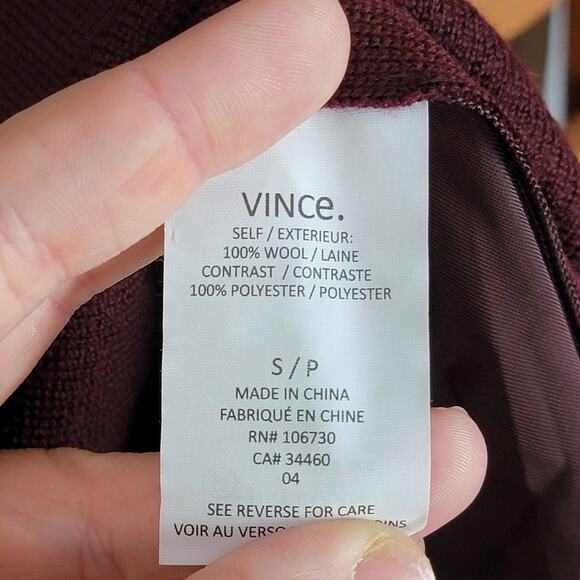 VINCe.
SELF / EXTERIEUR:
100% WOOL / LAINE
CONTRAST / CONTRASTE
100% POLYESTER / POLYESTER
S / P
MADE IN CHINA
FABRIQUÉ EN CHINE
RN# 106730
CA# 34460
04
SEE REVERSE FOR CARE
VOIR AU VERSO